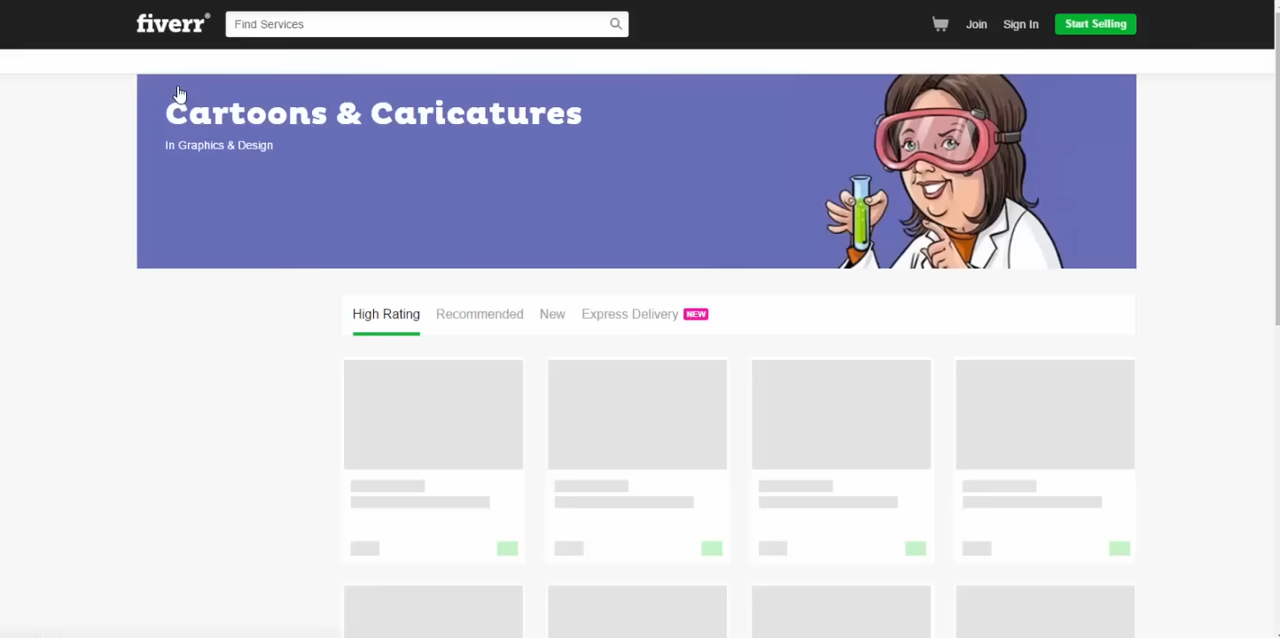 fiverr®
Find Services
Join
Sign In
Start Selling
Cartoons & Caricatures
In Graphics & Design
High Rating
Recommended
New
Express Delivery NEW